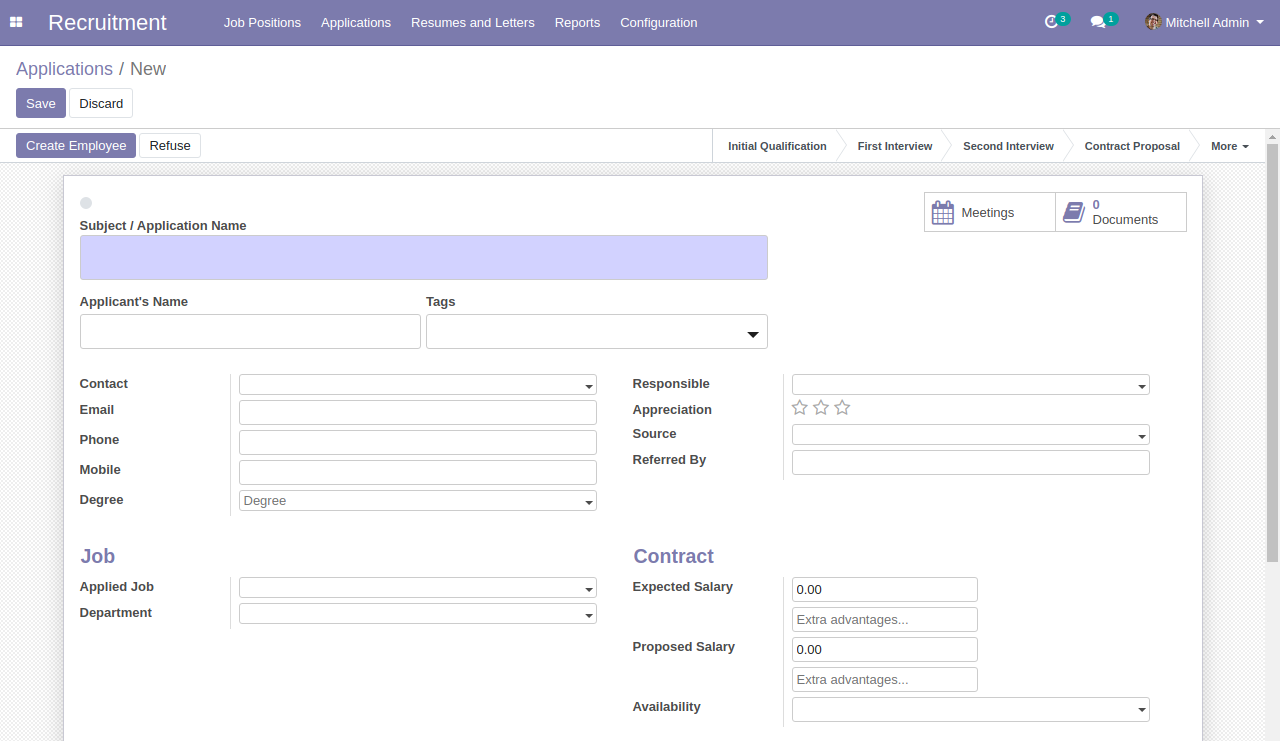 Recruitment Job Positions Applications Resumes and Letters Reports Configuration 3 1 Mitchell Admin
Applications / New
Save Discard
Create Employee Refuse Initial Qualification First Interview Second Interview Contract Proposal More
Meetings 0 Documents
Subject / Application Name
Applicant's Name Tags
Contact Responsible
Email Appreciation
Phone Source
Mobile Referred By
Degree Degree
Job Contract
Applied Job Expected Salary 0.00
Department Extra advantages...
Proposed Salary 0.00
Extra advantages...
Availability